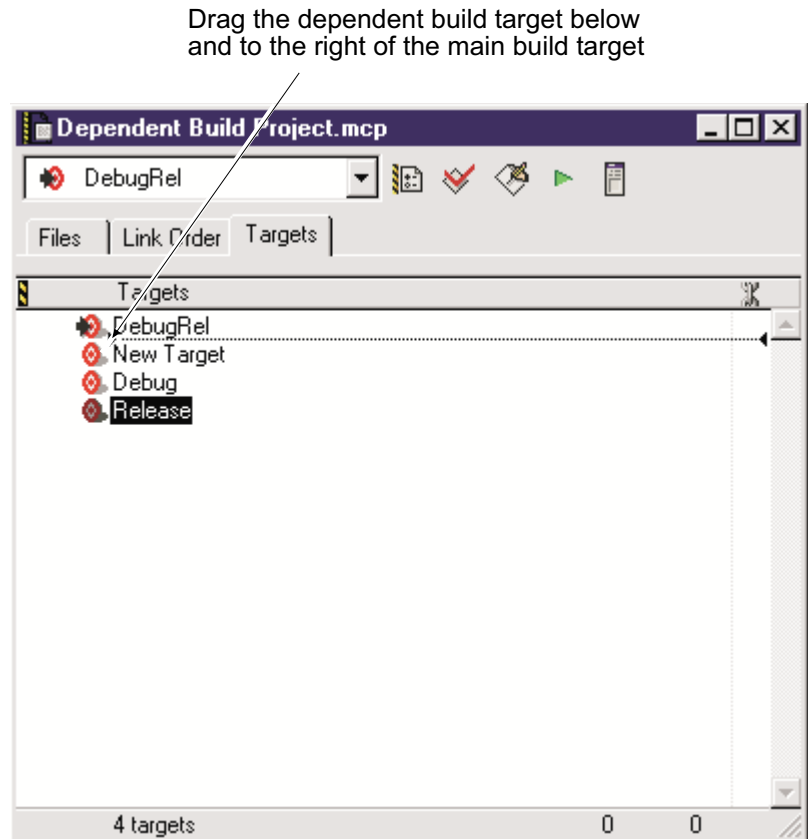 Drag the dependent build target below
and to the right of the main build target
Dependent Build Project.mcp
DebugRel
Files Link Order Targets
Targets
DebugRel
New Target
Debug
Release
4 targets 0 0